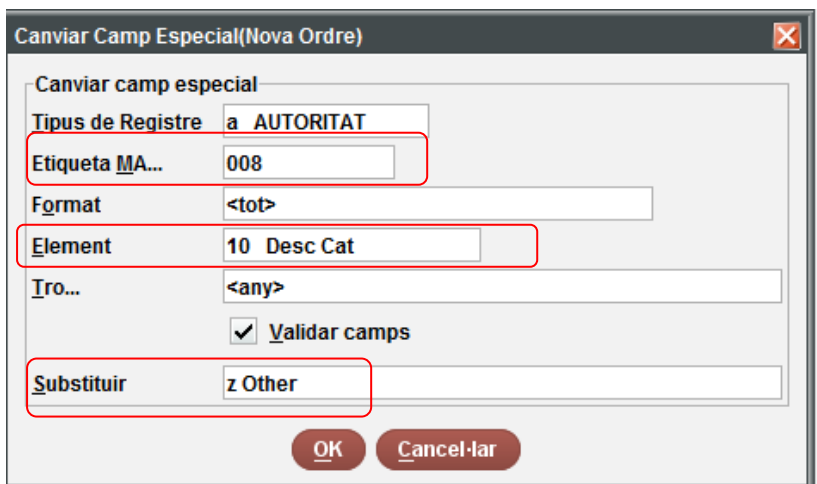 Canviar Camp Especial(Nova Ordre)
Canviar camp especial
Tipus de Registre a AUTORITAT
Etiqueta MA... 008
Format <tot>
Element 10 Desc Cat
Tro... <any>
Validar camps
Substituir z Other
OK Cancel·lar